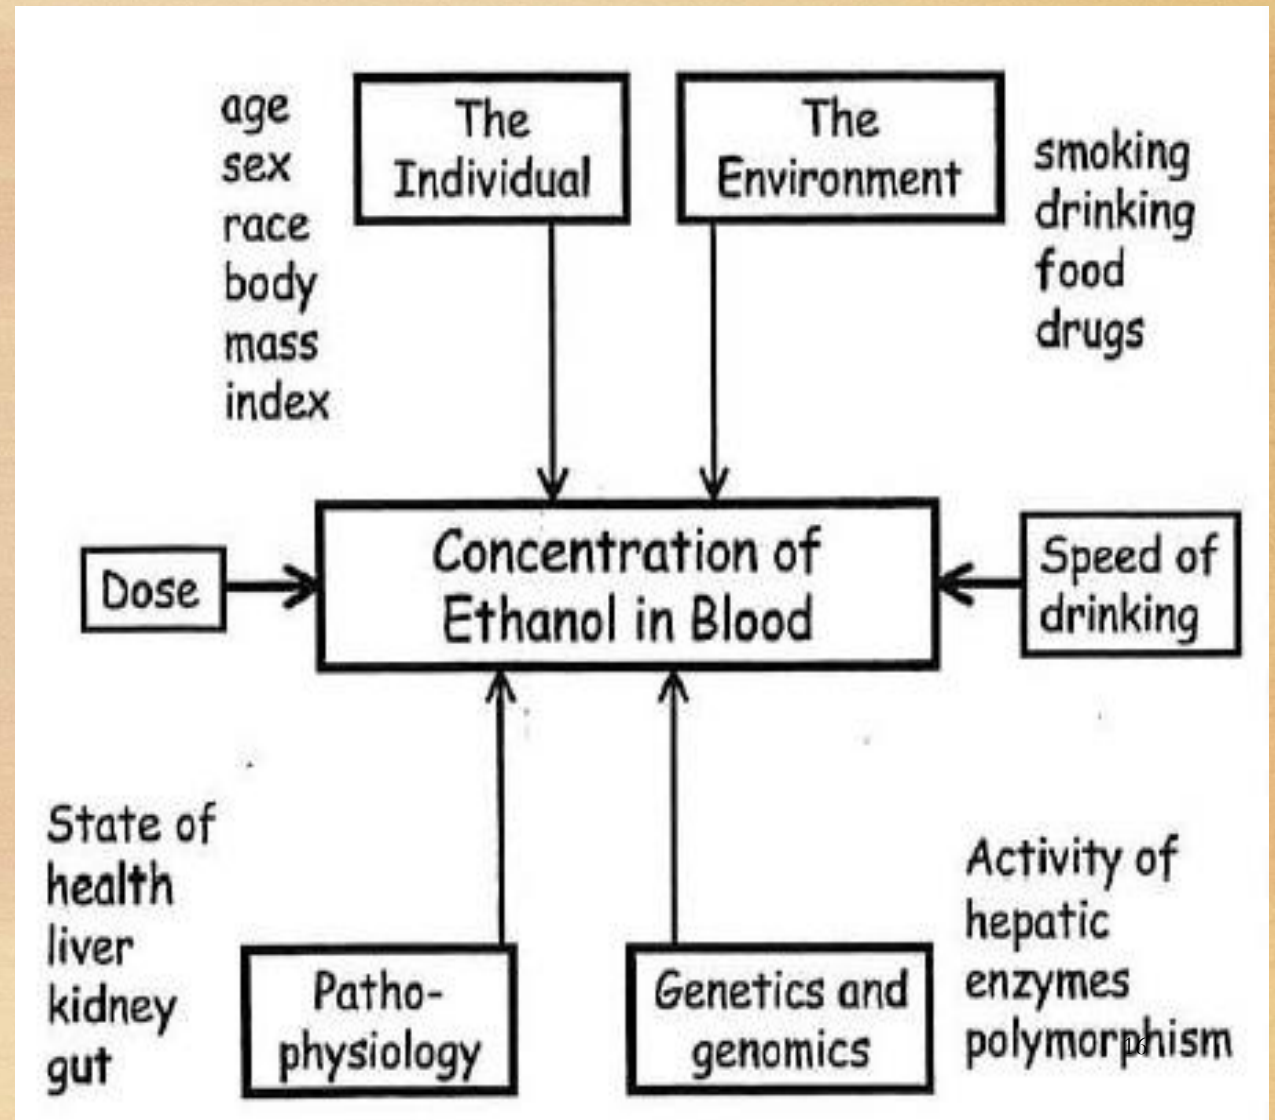 age
sex
race
body
mass
index
The
Individual
The
Environment
smoking
drinking
food
drugs
Dose
Concentration of
Ethanol in Blood
Speed of
drinking
State of
health
liver
kidney
gut
Patho-
physiology
Genetics and
genomics
Activity of
hepatic
enzymes
polymorphism
16